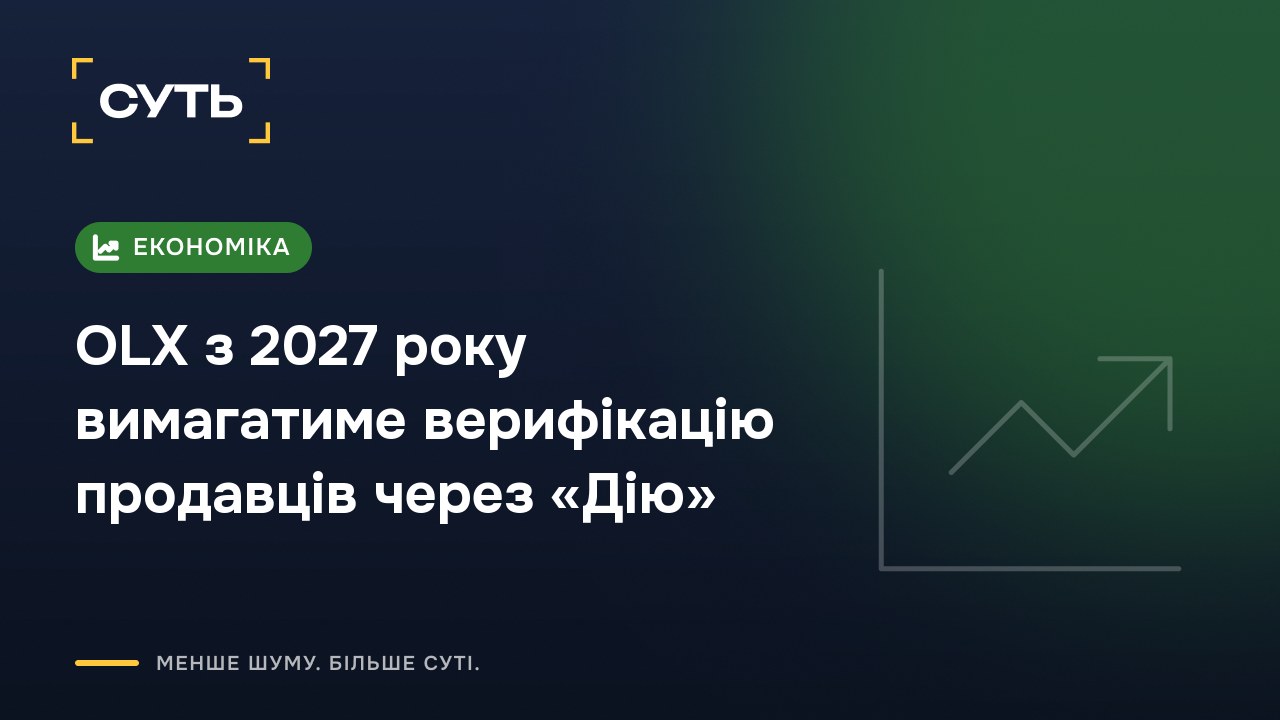 СУТЬ
ЕКОНОМІКА
OLX з 2027 року
вимагатиме верифікацію
продавців через «Дію»
МЕНШЕ ШУМУ. БІЛЬШЕ СУТІ.